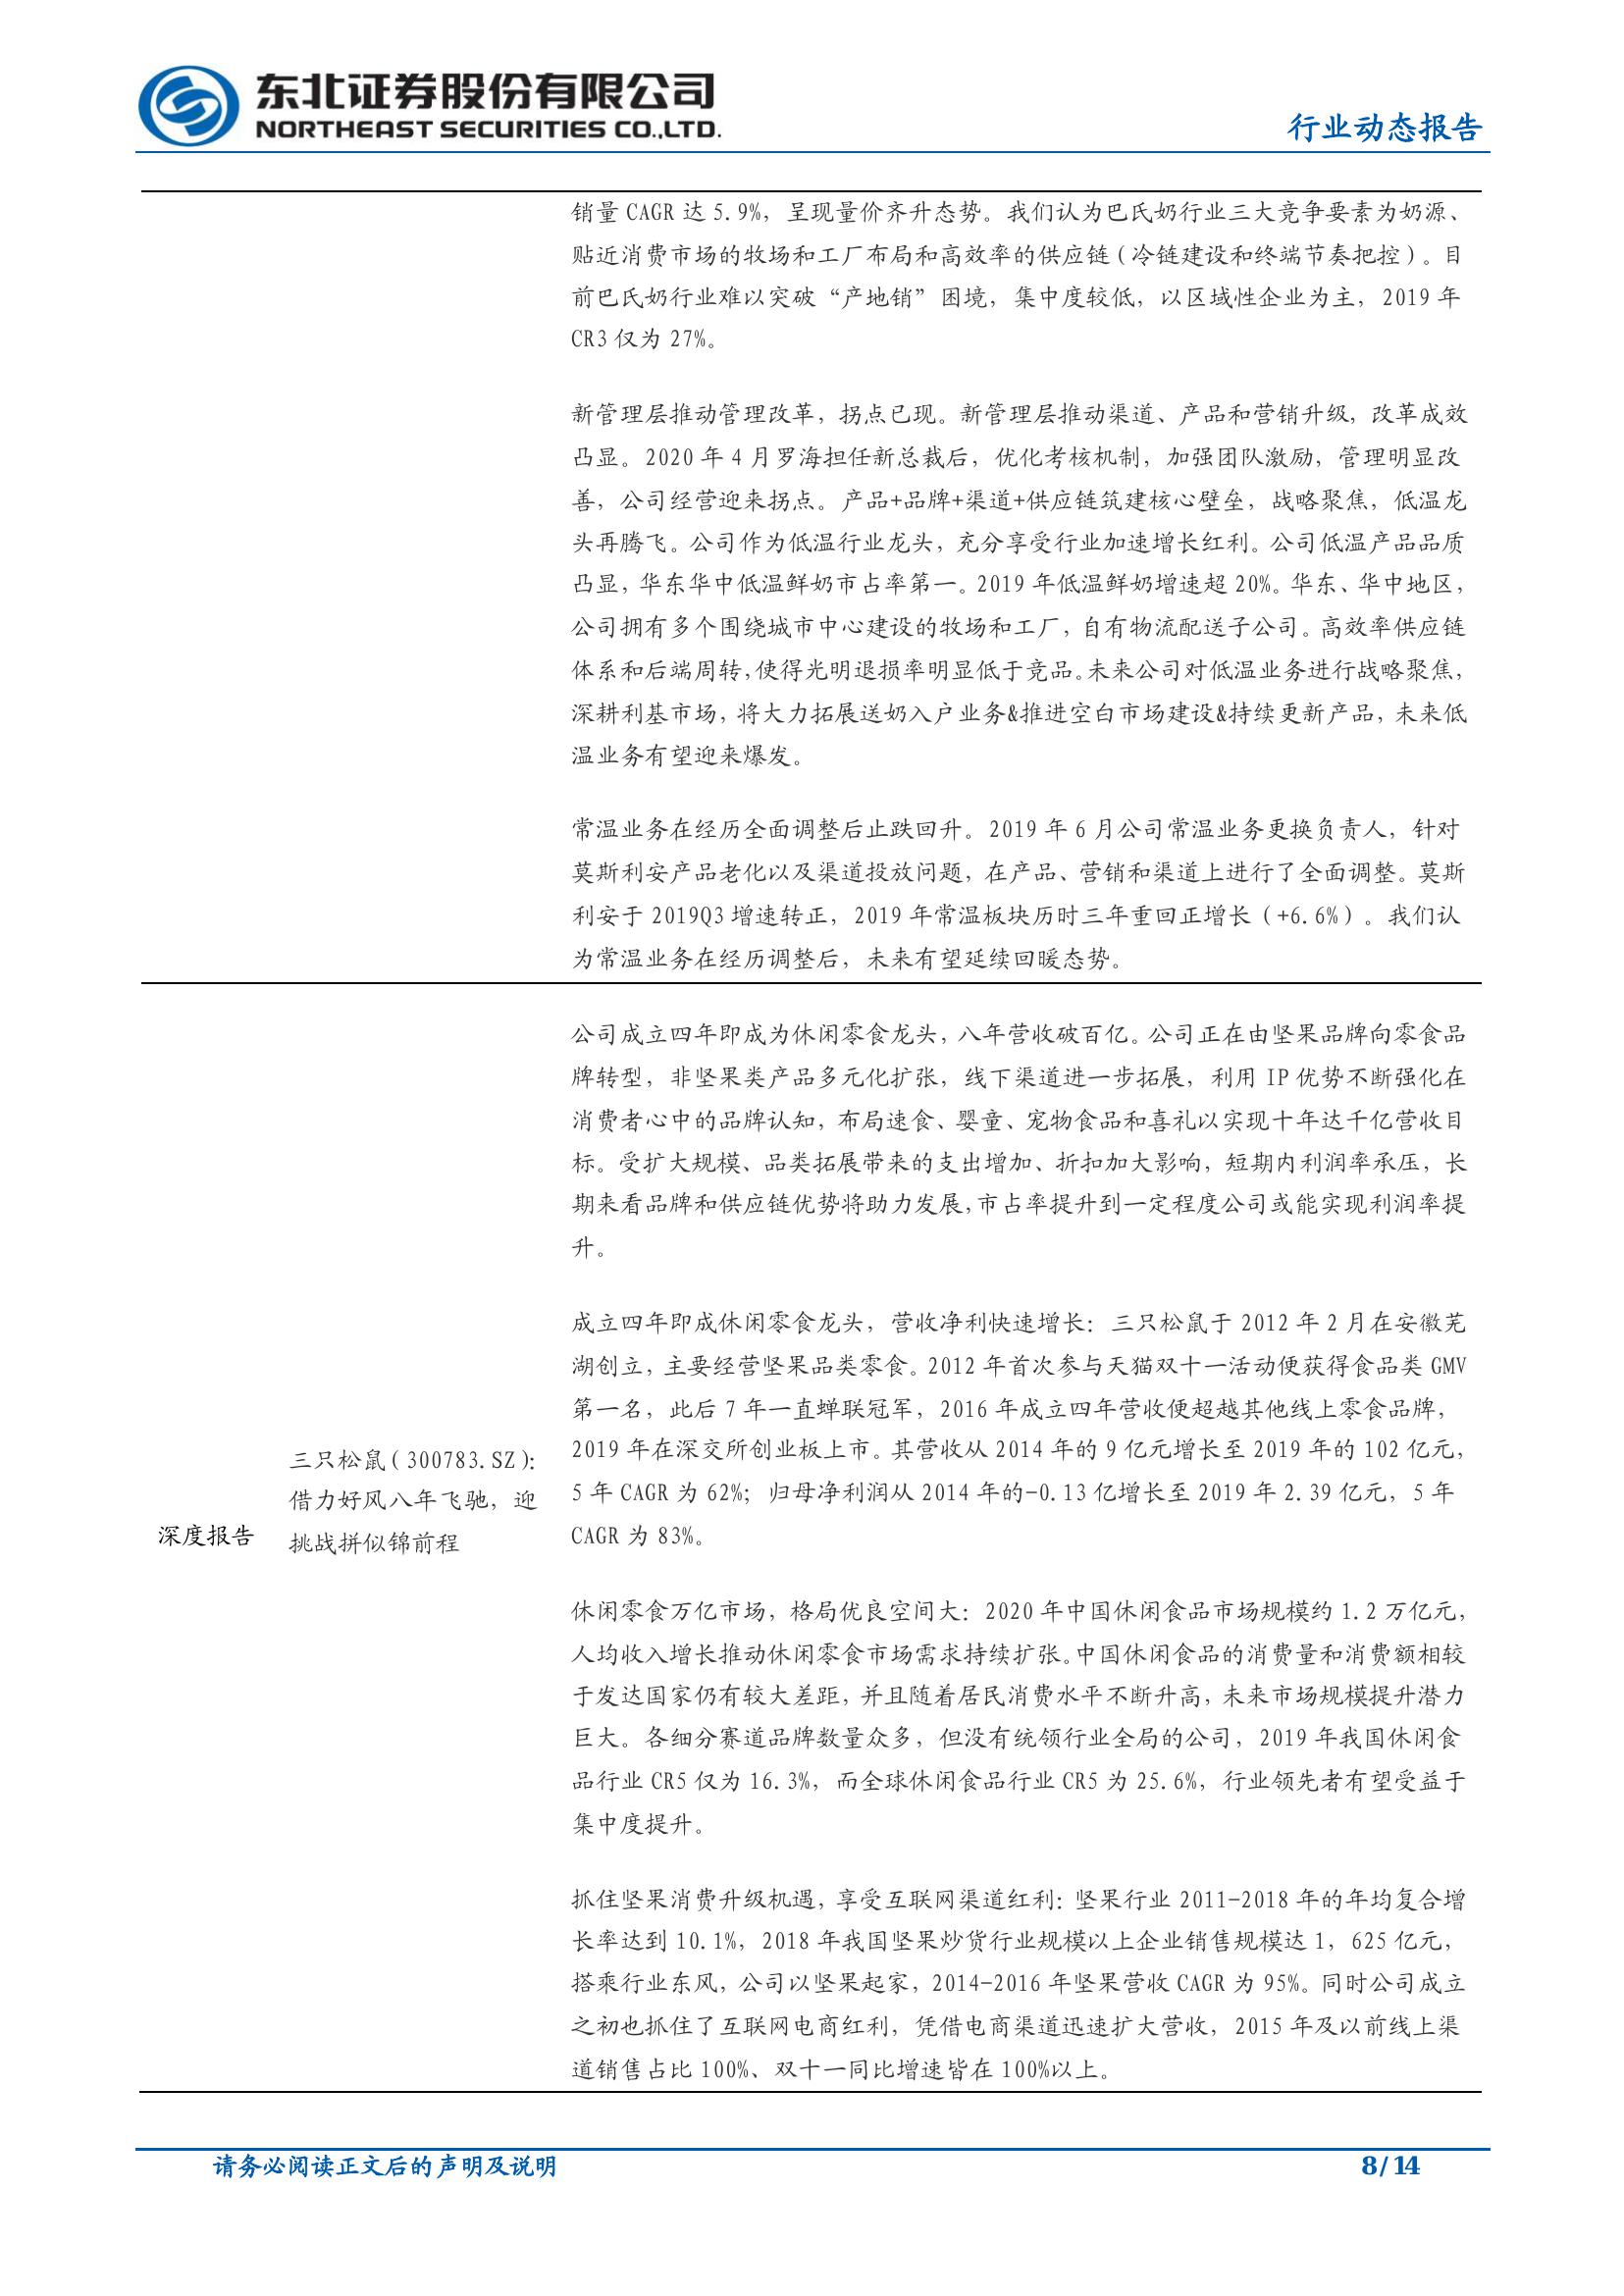 东北证券股份有限公司
NORTHEAST SECURITIES CO.,LTD.
行业动态报告
销量 CAGR 达 5.9%，呈现量价齐升态势。我们认为巴氏奶行业三大竞争要素为奶源、
贴近消费市场的牧场和工厂布局和高效率的供应链（冷链建设和终端节奏把控）。目
前巴氏奶行业难以突破“产地销”困境，集中度较低，以区域性企业为主，2019 年
CR3 仅为 27%。
新管理层推动管理改革，拐点已现。新管理层推动渠道、产品和营销升级，改革成效
凸显。2020 年 4 月罗海担任新总裁后，优化考核机制，加强团队激励，管理明显改
善，公司经营迎来拐点。产品+品牌+渠道+供应链筑建核心壁垒，战略聚焦，低温龙
头再腾飞。公司作为低温行业龙头，充分享受行业加速增长红利。公司低温产品品质
凸显，华东华中低温鲜奶市占率第一。2019 年低温鲜奶增速超 20%。华东、华中地区，
公司拥有多个围绕城市中心建设的牧场和工厂，自有物流配送子公司。高效率供应链
体系和后端周转，使得光明退损率明显低于竞品。未来公司对低温业务进行战略聚焦，
深耕利基市场，将大力拓展送奶入户业务&推进空白市场建设&持续更新产品，未来低
温业务有望迎来爆发。
常温业务在经历全面调整后止跌回升。2019 年 6 月公司常温业务更换负责人，针对
莫斯利安产品老化以及渠道投放问题，在产品、营销和渠道上进行了全面调整。莫斯
利安于 2019Q3 增速转正，2019 年常温板块历时三年重回正增长（+6.6%）。我们认
为常温业务在经历调整后，未来有望延续回暖态势。
深度报告
三只松鼠（300783.SZ）：
借力好风八年飞驰，迎
挑战拼似锦前程
公司成立四年即成为休闲零食龙头，八年营收破百亿。公司正在由坚果品牌向零食品
牌转型，非坚果类产品多元化扩张，线下渠道进一步拓展，利用 IP 优势不断强化在
消费者心中的品牌认知，布局速食、婴童、宠物食品和喜礼以实现十年达千亿营收目
标。受扩大规模、品类拓展带来的支出增加、折扣加大影响，短期内利润率承压，长
期来看品牌和供应链优势将助力发展，市占率提升到一定程度公司或能实现利润率提
升。
成立四年即成休闲零食龙头，营收净利快速增长：三只松鼠于 2012 年 2 月在安徽芜
湖创立，主要经营坚果品类零食。2012 年首次参与天猫双十一活动便获得食品类 GMV
第一名，此后 7 年一直蝉联冠军，2016 年成立四年营收便超越其他线上零食品牌，
2019 年在深交所创业板上市。其营收从 2014 年的 9 亿元增长至 2019 年的 102 亿元，
5 年 CAGR 为 62%；归母净利润从 2014 年的-0.13 亿增长至 2019 年 2.39 亿元，5 年
CAGR 为 83%。
休闲零食万亿市场，格局优良空间大：2020 年中国休闲食品市场规模约 1.2 万亿元，
人均收入增长推动休闲零食市场需求持续扩张。中国休闲食品的消费量和消费额相较
于发达国家仍有较大差距，并且随着居民消费水平不断升高，未来市场规模提升潜力
巨大。各细分赛道品牌数量众多，但没有统领行业全局的公司，2019 年我国休闲食
品行业 CR5 仅为 16.3%，而全球休闲食品行业 CR5 为 25.6%，行业领先者有望受益于
集中度提升。
抓住坚果消费升级机遇，享受互联网渠道红利：坚果行业 2011-2018 年的年均复合增
长率达到 10.1%，2018 年我国坚果炒货行业规模以上企业销售规模达 1，625 亿元，
搭乘行业东风，公司以坚果起家，2014-2016 年坚果营收 CAGR 为 95%。同时公司成立
之初也抓住了互联网电商红利，凭借电商渠道迅速扩大营收，2015 年及以前线上渠
道销售占比 100%、双十一同比增速皆在 100%以上。
请务必阅读正文后的声明及说明
8/14